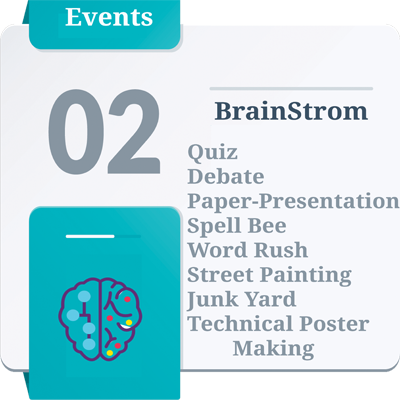 Events
02
BrainStrom
Quiz
Debate
Paper-Presentation
Spell Bee
Word Rush
Street Painting
Junk Yard
Technical Poster
Making